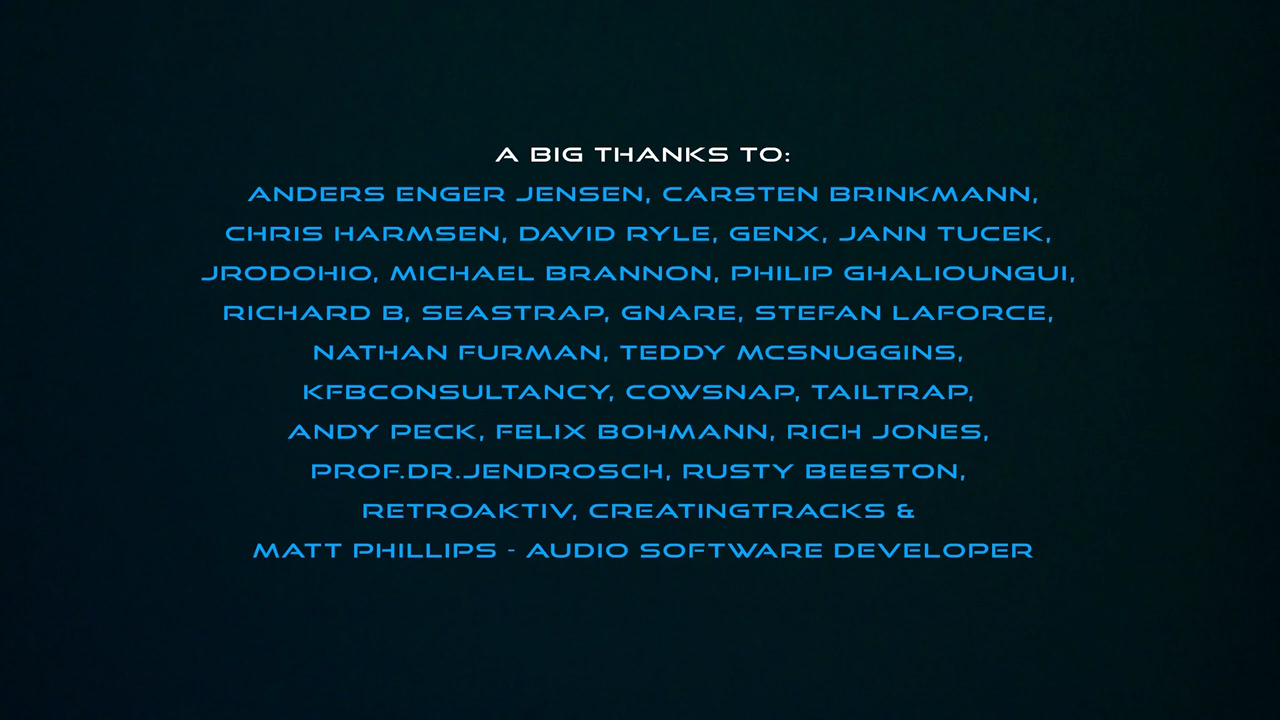 A BIG THANKS TO:
ANDERS ENGER JENSEN, CARSTEN BRINKMANN,
CHRIS HARMSEN, DAVID RYLE, GENX, JANN TUCEK,
JRODOHIO, MICHAEL BRANNON, PHILIP GHALIOUNGUI,
RICHARD B, SEASTRAP, GNARE, STEFAN LAFORCE,
NATHAN FURMAN, TEDDY MCSNUGGINS,
KFBCONSULTANCY, COWSNAP, TAILTRAP,
ANDY PECK, FELIX BOHMANN, RICH JONES,
PROF.DR.JENDROSCH, RUSTY BEESTON,
RETROAKTIV, CREATINGTRACKS &
MATT PHILLIPS - AUDIO SOFTWARE DEVELOPER